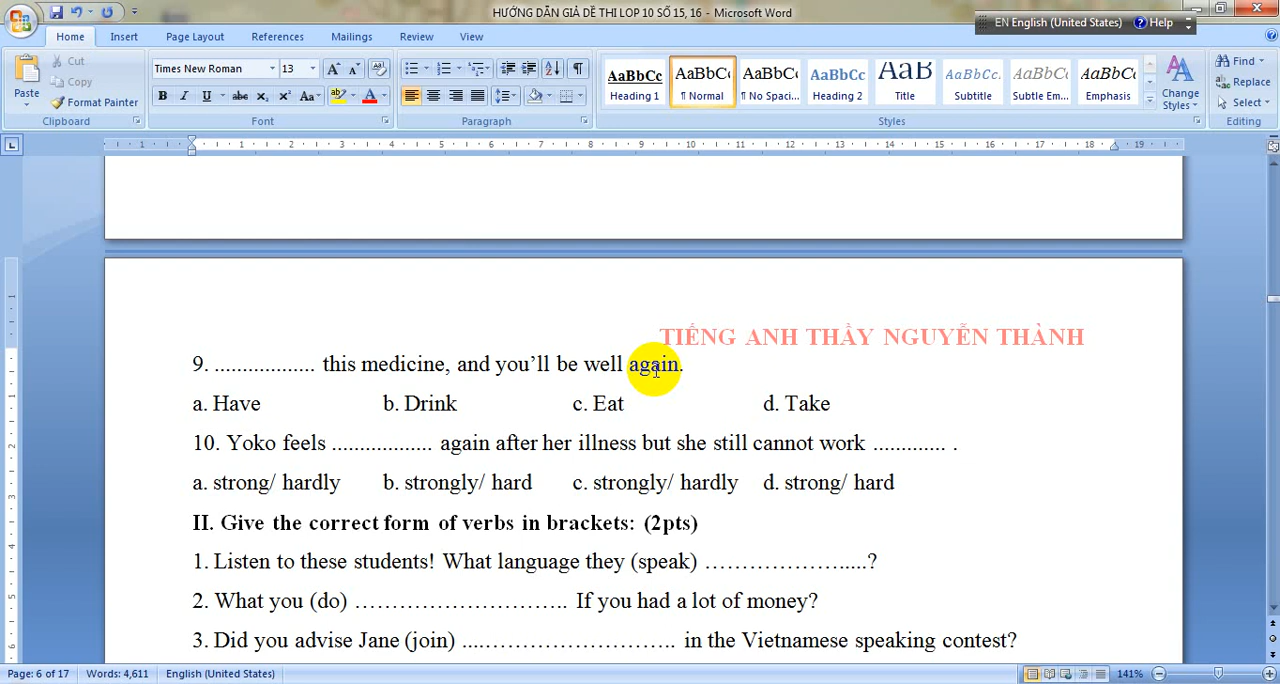 HƯỚNG DẪN GIẢ DỀ THI LOP 10 SỐ 15, 16 - Microsoft Word
EN English (United States) Help
Home Insert Page Layout References Mailings Review View
Paste Cut Copy Format Painter
Clipboard
Times New Roman 13
Font
Paragraph
AaBbCc Heading 1
AaBbC ¶ Normal
AaBbC ¶ No Spaci...
AaBbCc Heading 2
AaB Title
AaBbCc. Subtitle
AaBbCc Subtle Em...
AaBbCc Emphasis
Change Styles
Styles
Find
Replace
Select
Editing
TIẾNG ANH THẦY NGUYỄN THÀNH
9. .................. this medicine, and you’ll be well again.
a. Have b. Drink c. Eat d. Take
10. Yoko feels .................. again after her illness but she still cannot work ............. .
a. strong/ hardly b. strongly/ hard c. strongly/ hardly d. strong/ hard
II. Give the correct form of verbs in brackets: (2pts)
1. Listen to these students! What language they (speak) ………………….....?
2. What you (do) ……………………….. If you had a lot of money?
3. Did you advise Jane (join) ....…………………….. in the Vietnamese speaking contest?
Page: 6 of 17 Words: 4,611 English (United States) 141%